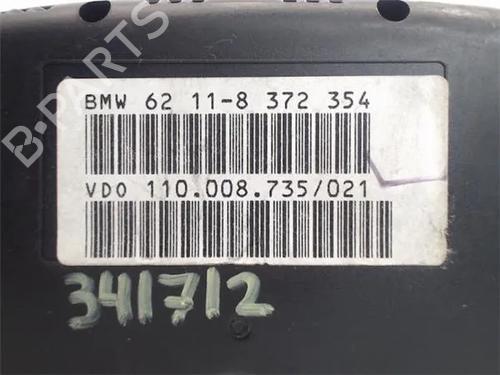 B-PARTS
BMW 62 11-8 372 354
VDO 110.008.735/021
341712